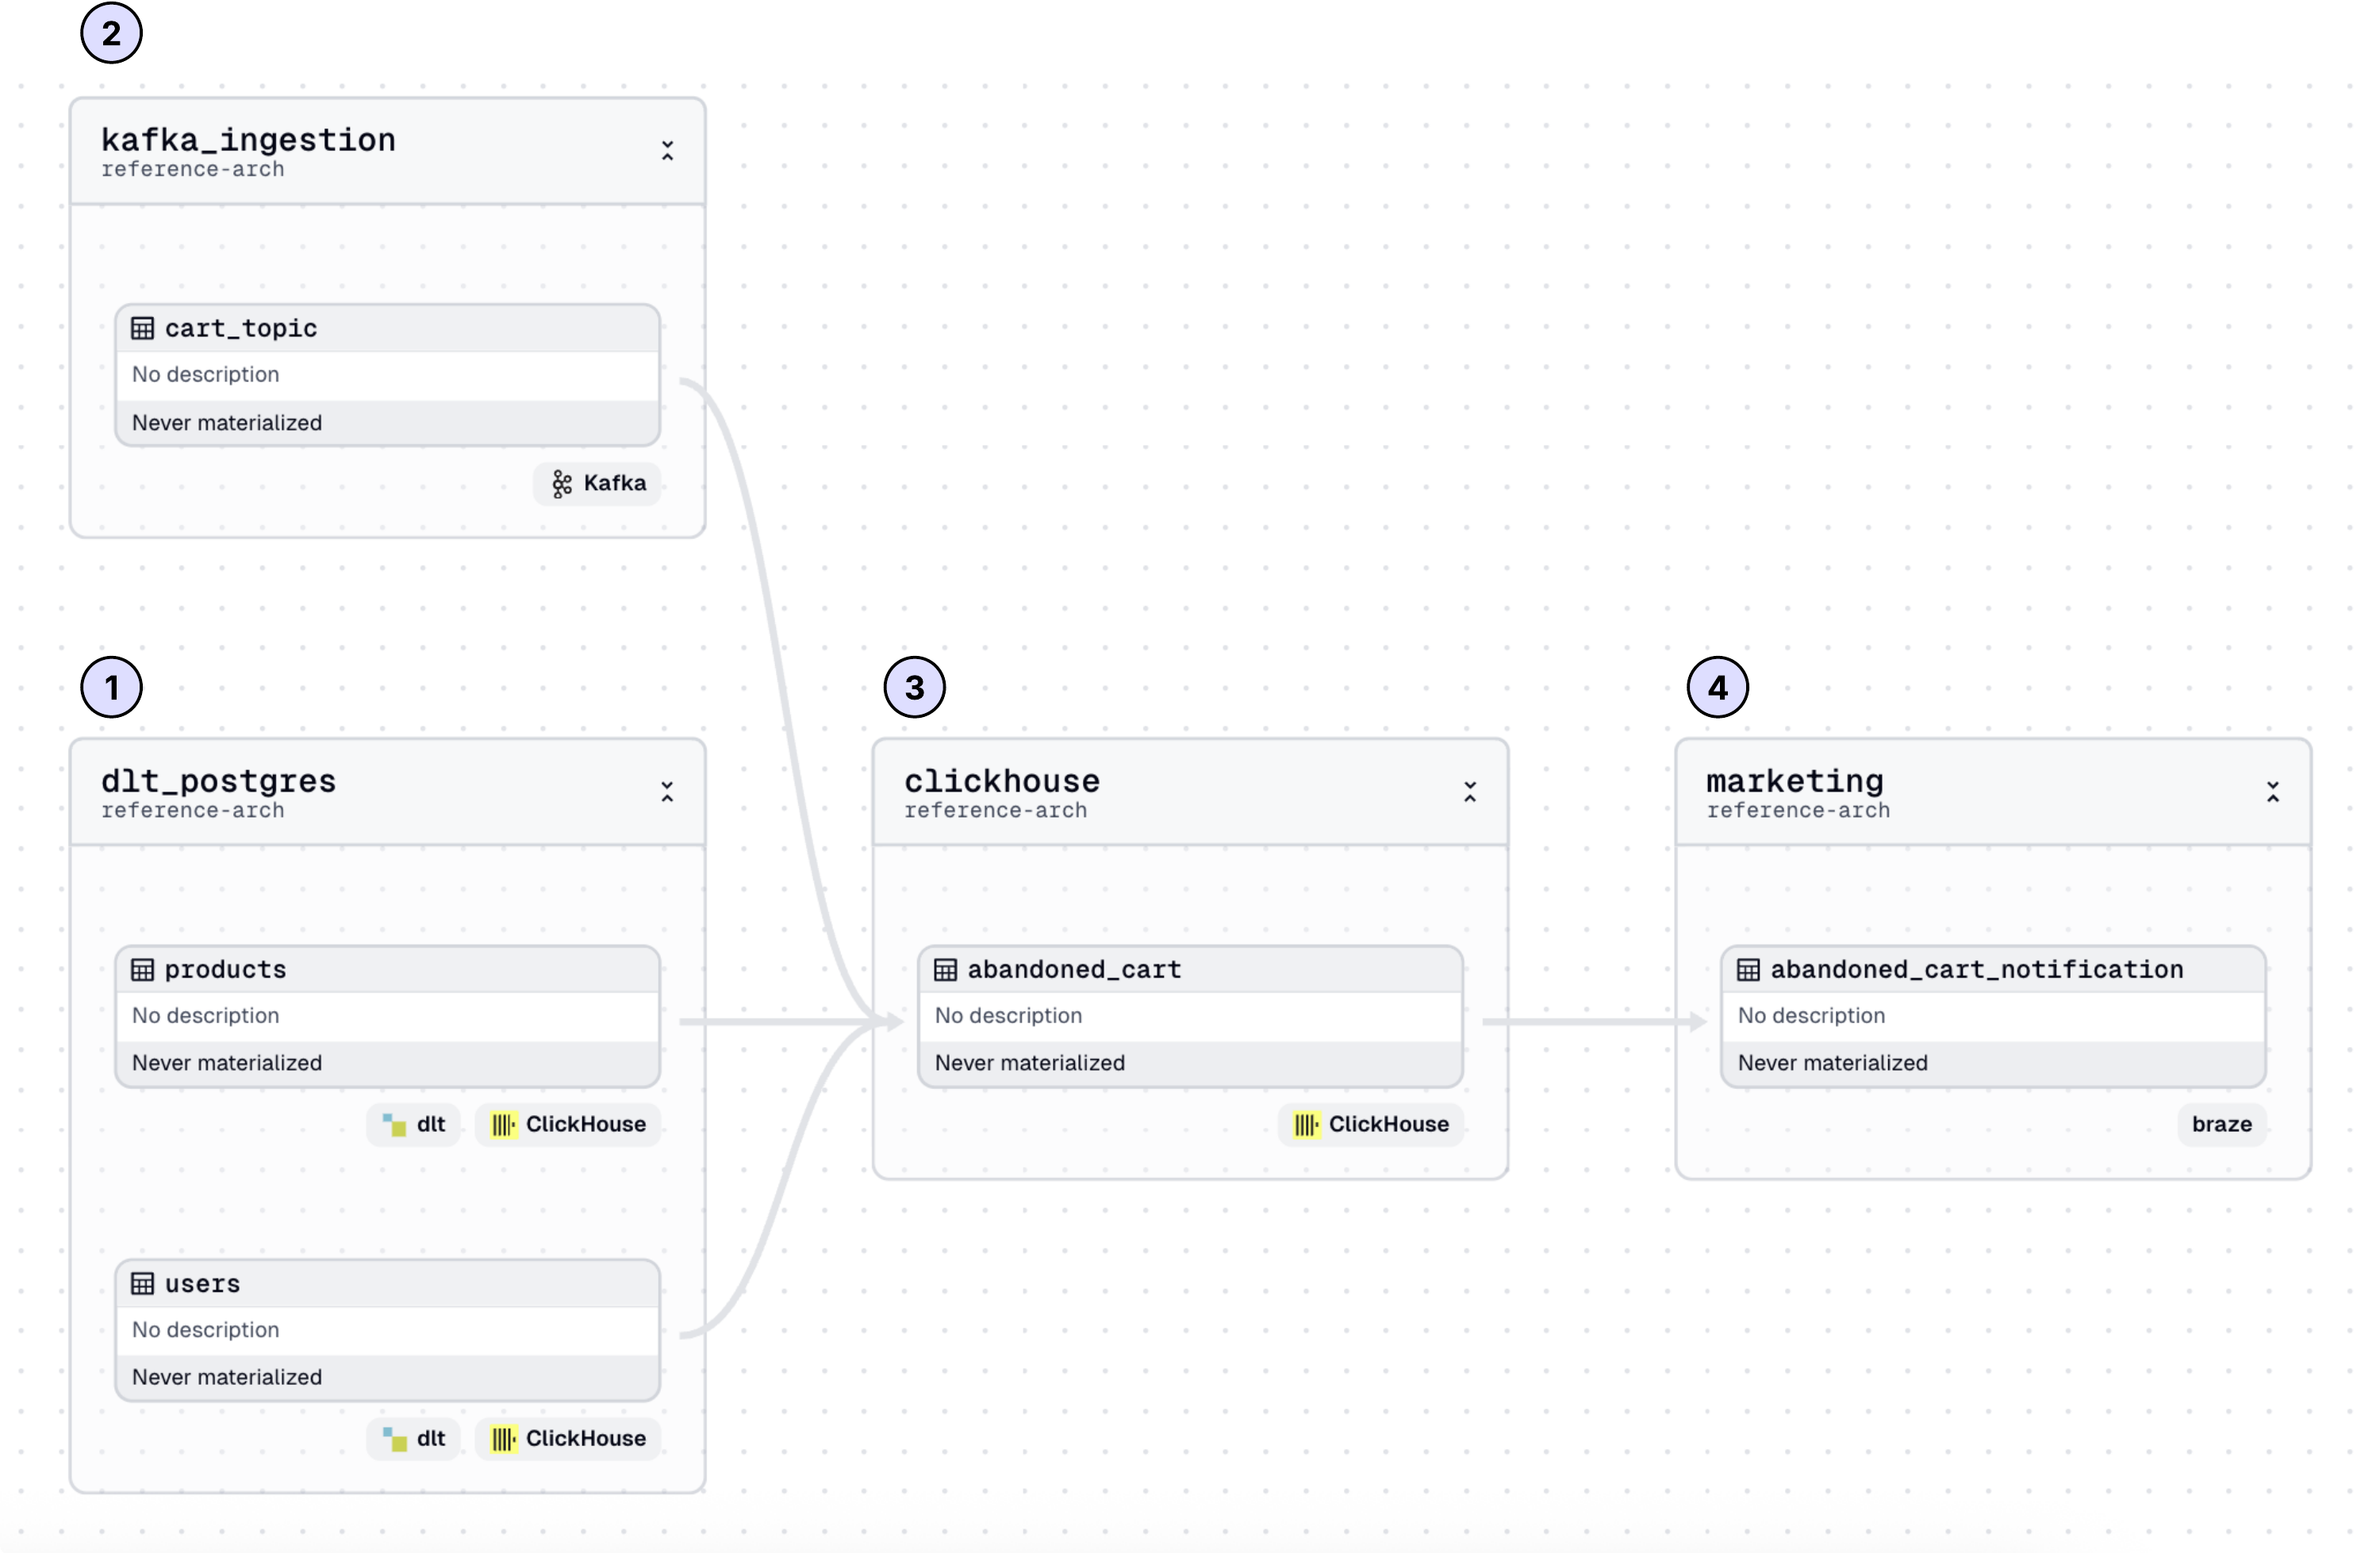 2
kafka_ingestion
reference-arch
cart_topic
No description
Never materialized
Kafka
1
dlt_postgres
reference-arch
products
No description
Never materialized
dlt
ClickHouse
users
No description
Never materialized
dlt
ClickHouse
3
clickhouse
reference-arch
abandoned_cart
No description
Never materialized
ClickHouse
4
marketing
reference-arch
abandoned_cart_notification
No description
Never materialized
braze